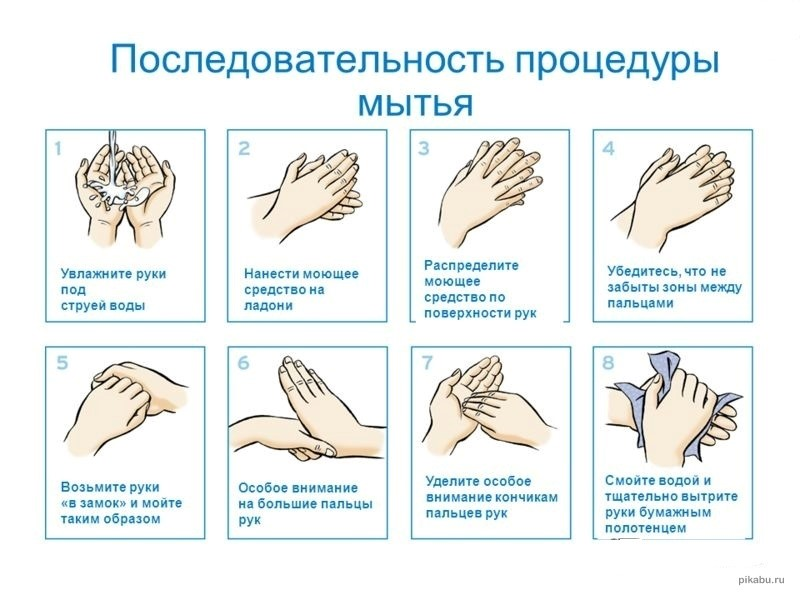 Последовательность процедуры
мытья
1
Увлажните руки
под
струей воды
2
Нанести моющее
средство на
ладони
3
Распределите
моющее
средство по
поверхности рук
4
Убедитесь, что не
забыты зоны между
пальцами
5
Возьмите руки
«в замок» и мойте
таким образом
6
Особое внимание
на большие пальцы
рук
7
Уделите особое
внимание кончикам
пальцев рук
8
Смойте водой и
тщательно вытрите
руки бумажным
полотенцем
pikabu.ru